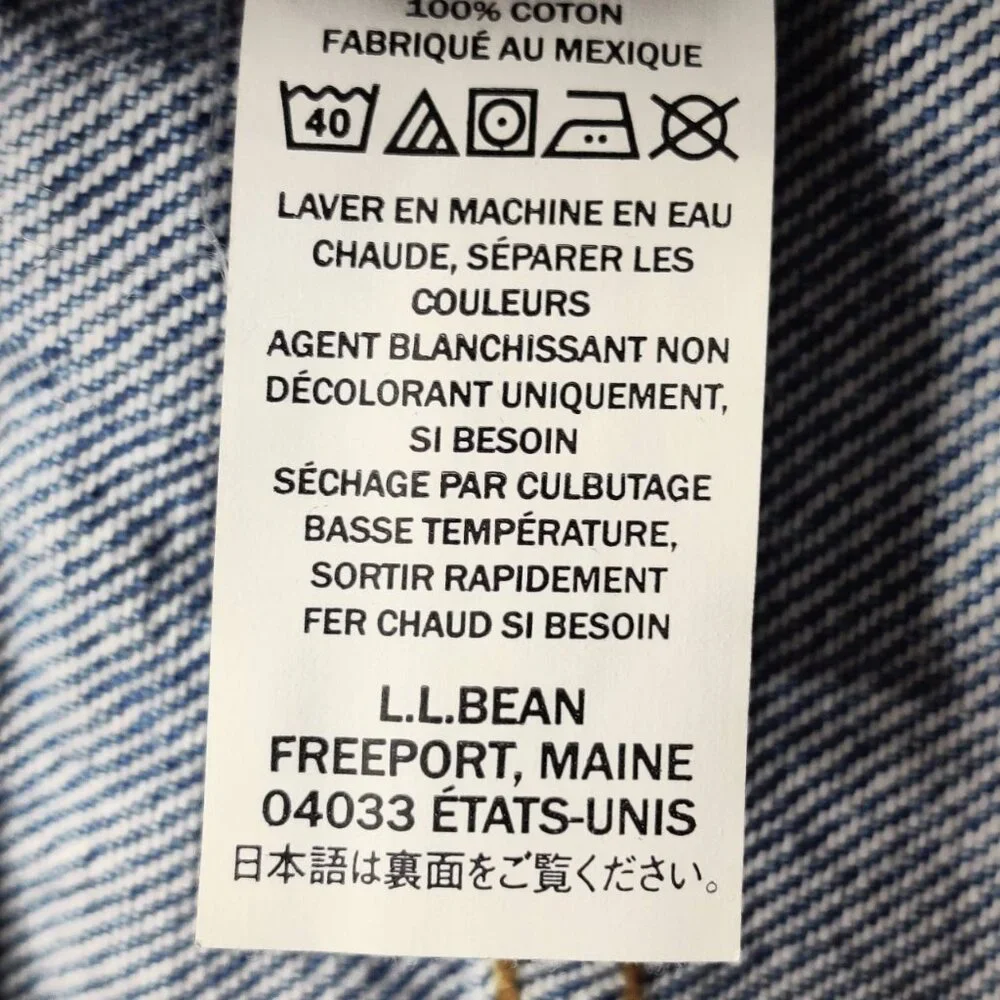 100% COTON
FABRIQUÉ AU MEXIQUE
40
LAVER EN MACHINE EN EAU
CHAUDE, SÉPARER LES
COULEURS
AGENT BLANCHISSANT NON
DÉCOLORANT UNIQUEMENT,
SI BESOIN
SÉCHAGE PAR CULBUTAGE
BASSE TEMPÉRATURE,
SORTIR RAPIDEMENT
FER CHAUD SI BESOIN
L.L.BEAN
FREEPORT, MAINE
04033 ÉTATS-UNIS
日本語は裏面をご覧ください。